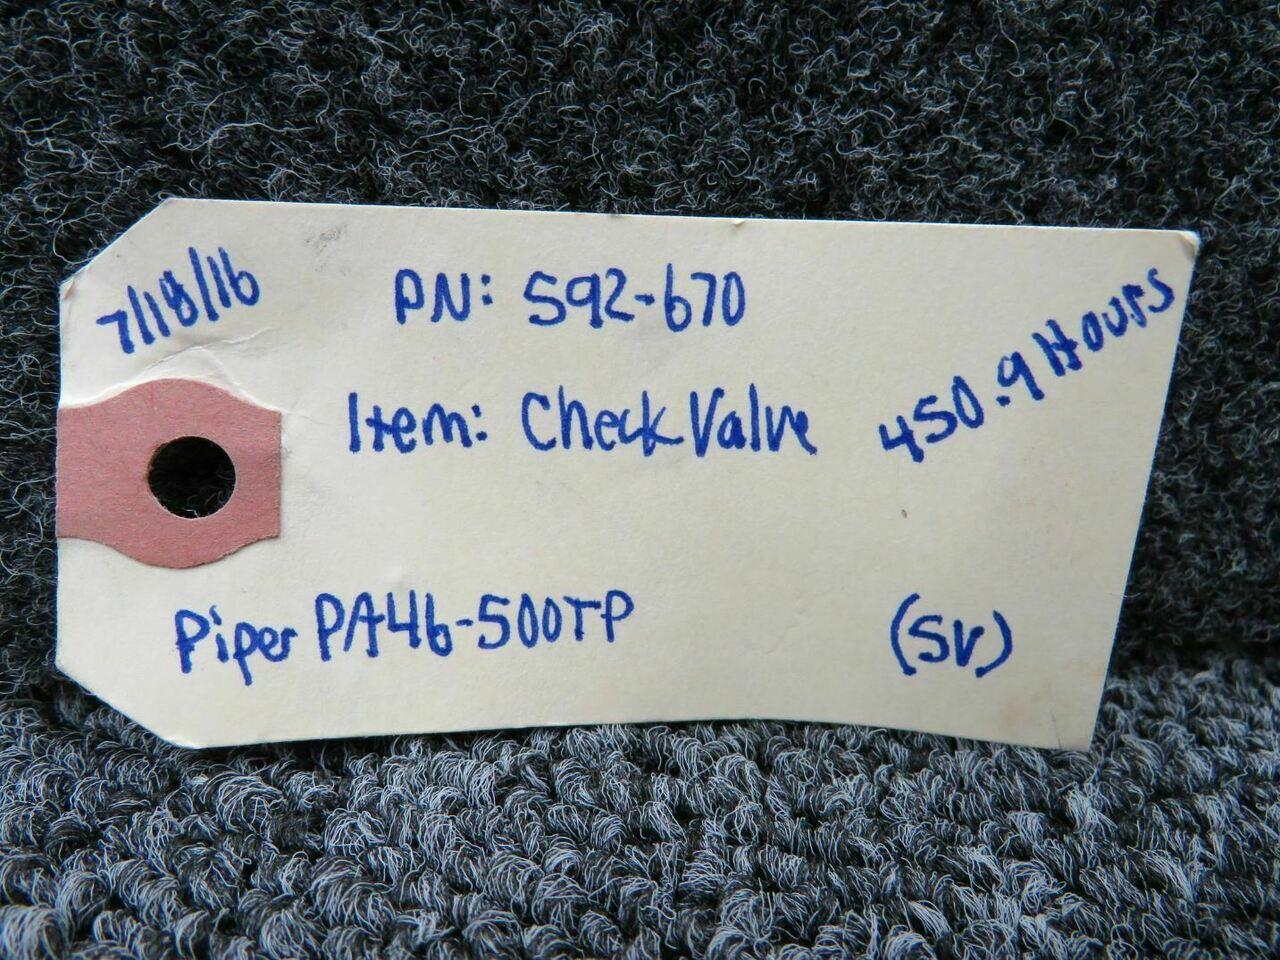 7/18/16
PN: 592-670
450.9 Hours
Item: Check Valve
Piper PA46-500TP
(SV)